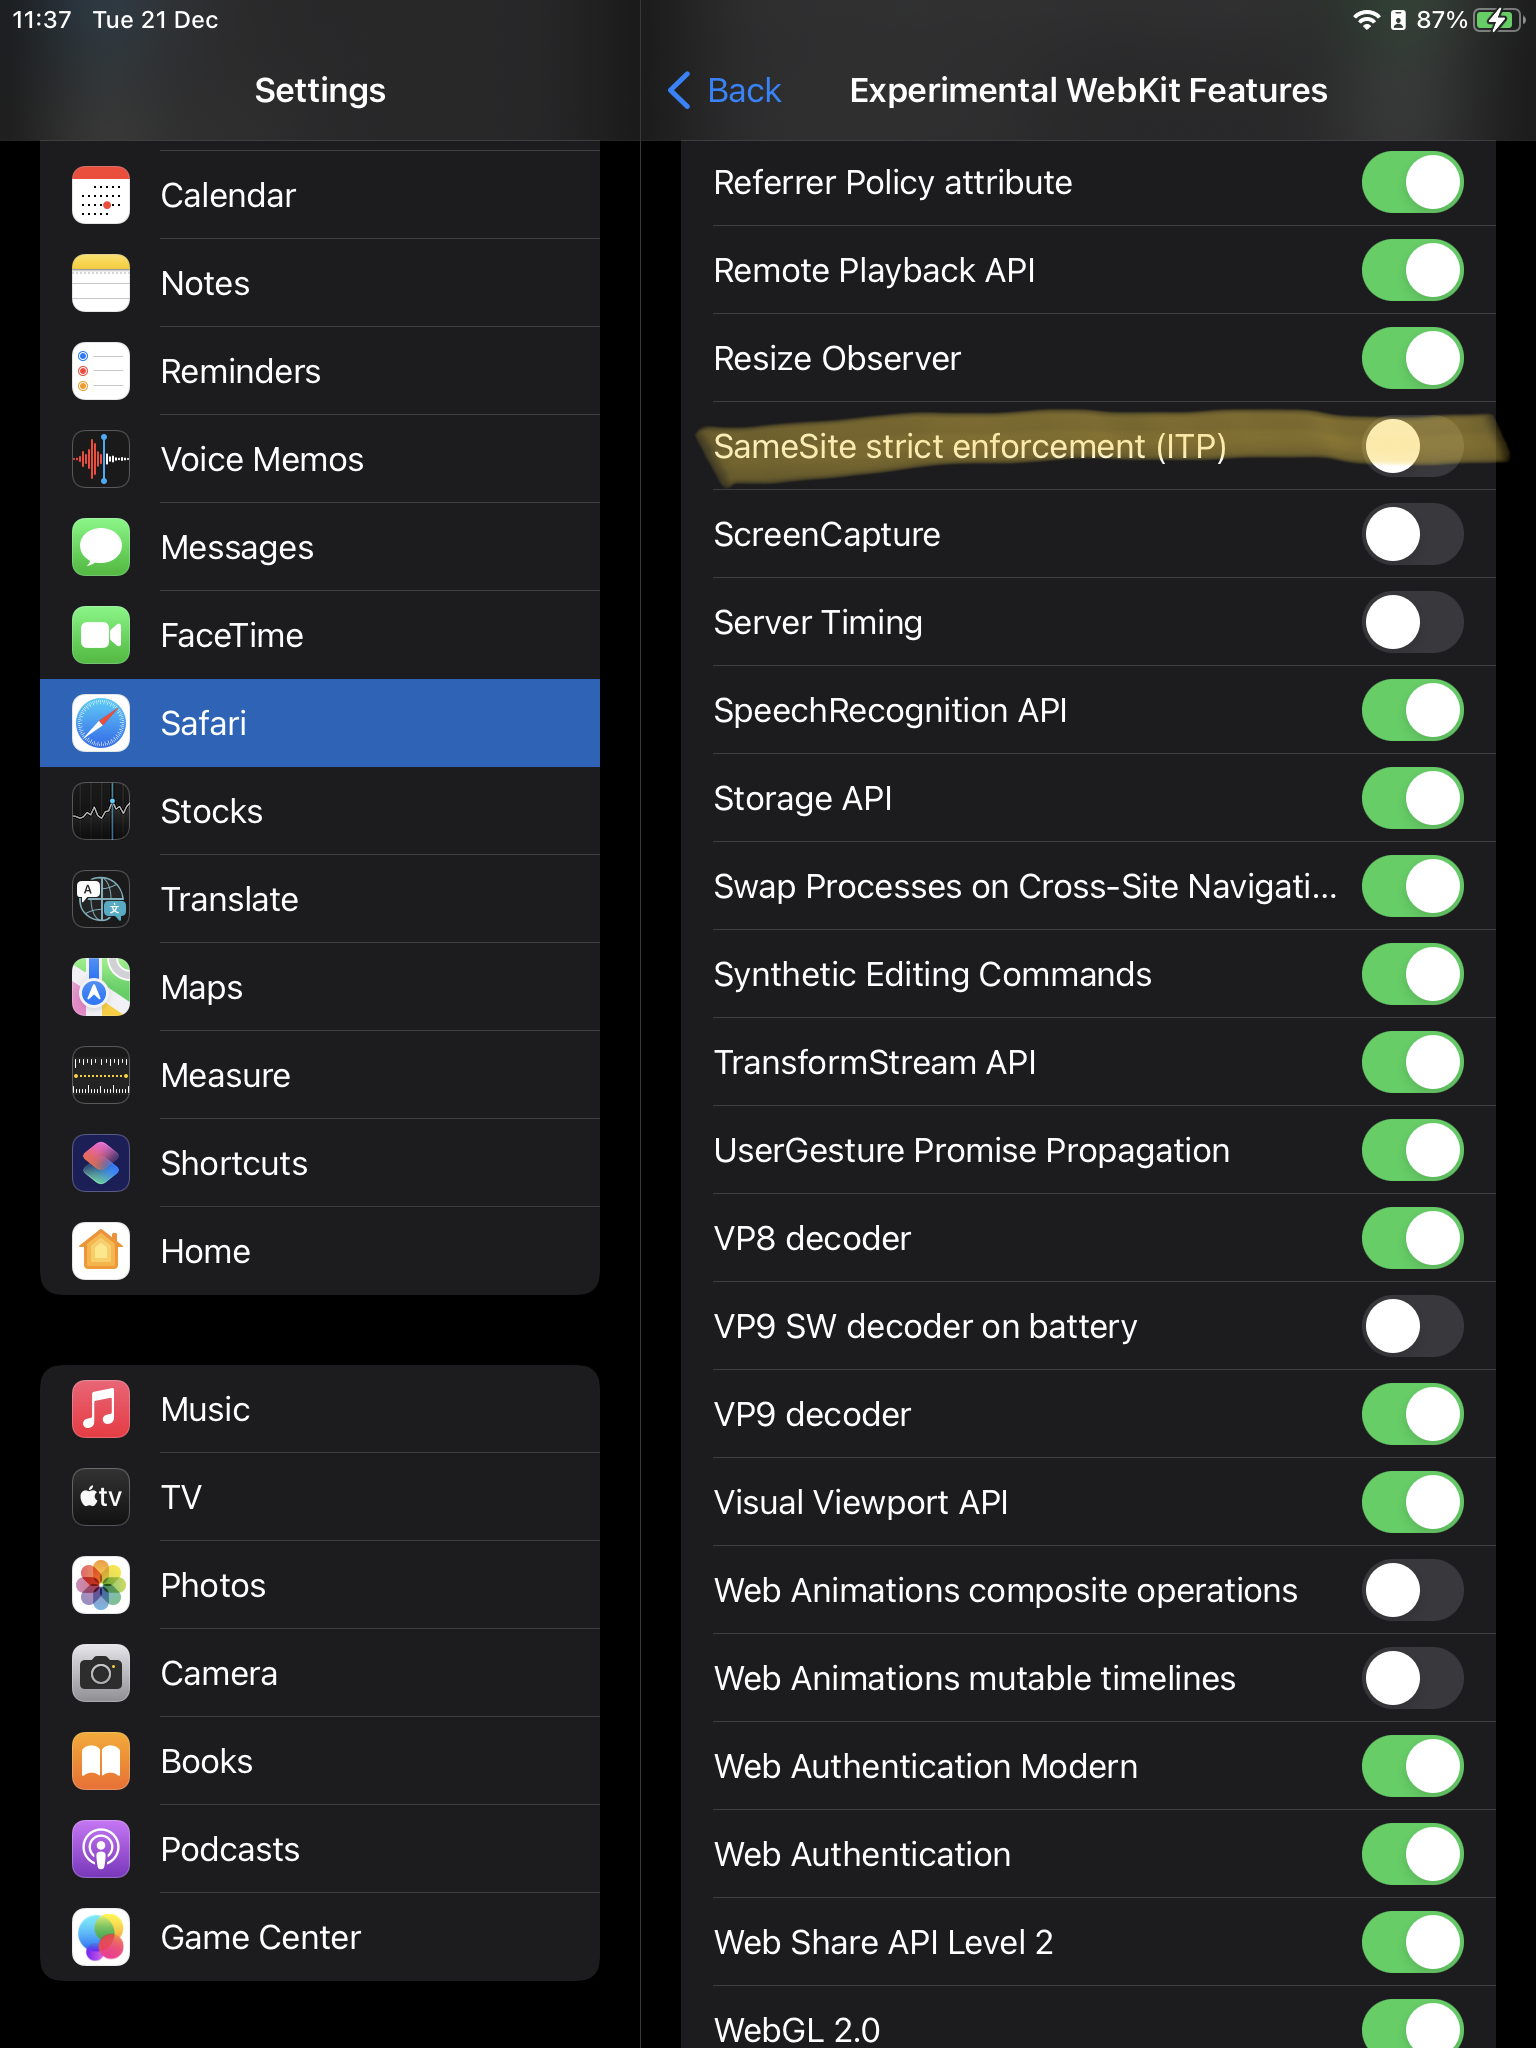 11:37 Tue 21 Dec
87%
Settings
Calendar
Notes
Reminders
Voice Memos
Messages
FaceTime
Safari
Stocks
A
文
Translate
Maps
Measure
Shortcuts
Home
Music
tv
TV
Photos
Camera
Books
Podcasts
Game Center
Back
Experimental WebKit Features
Referrer Policy attribute
Remote Playback API
Resize Observer
SameSite strict enforcement (ITP)
ScreenCapture
Server Timing
SpeechRecognition API
Storage API
Swap Processes on Cross-Site Navigati...
Synthetic Editing Commands
TransformStream API
UserGesture Promise Propagation
VP8 decoder
VP9 SW decoder on battery
VP9 decoder
Visual Viewport API
Web Animations composite operations
Web Animations mutable timelines
Web Authentication Modern
Web Authentication
Web Share API Level 2
WebGL 2.0